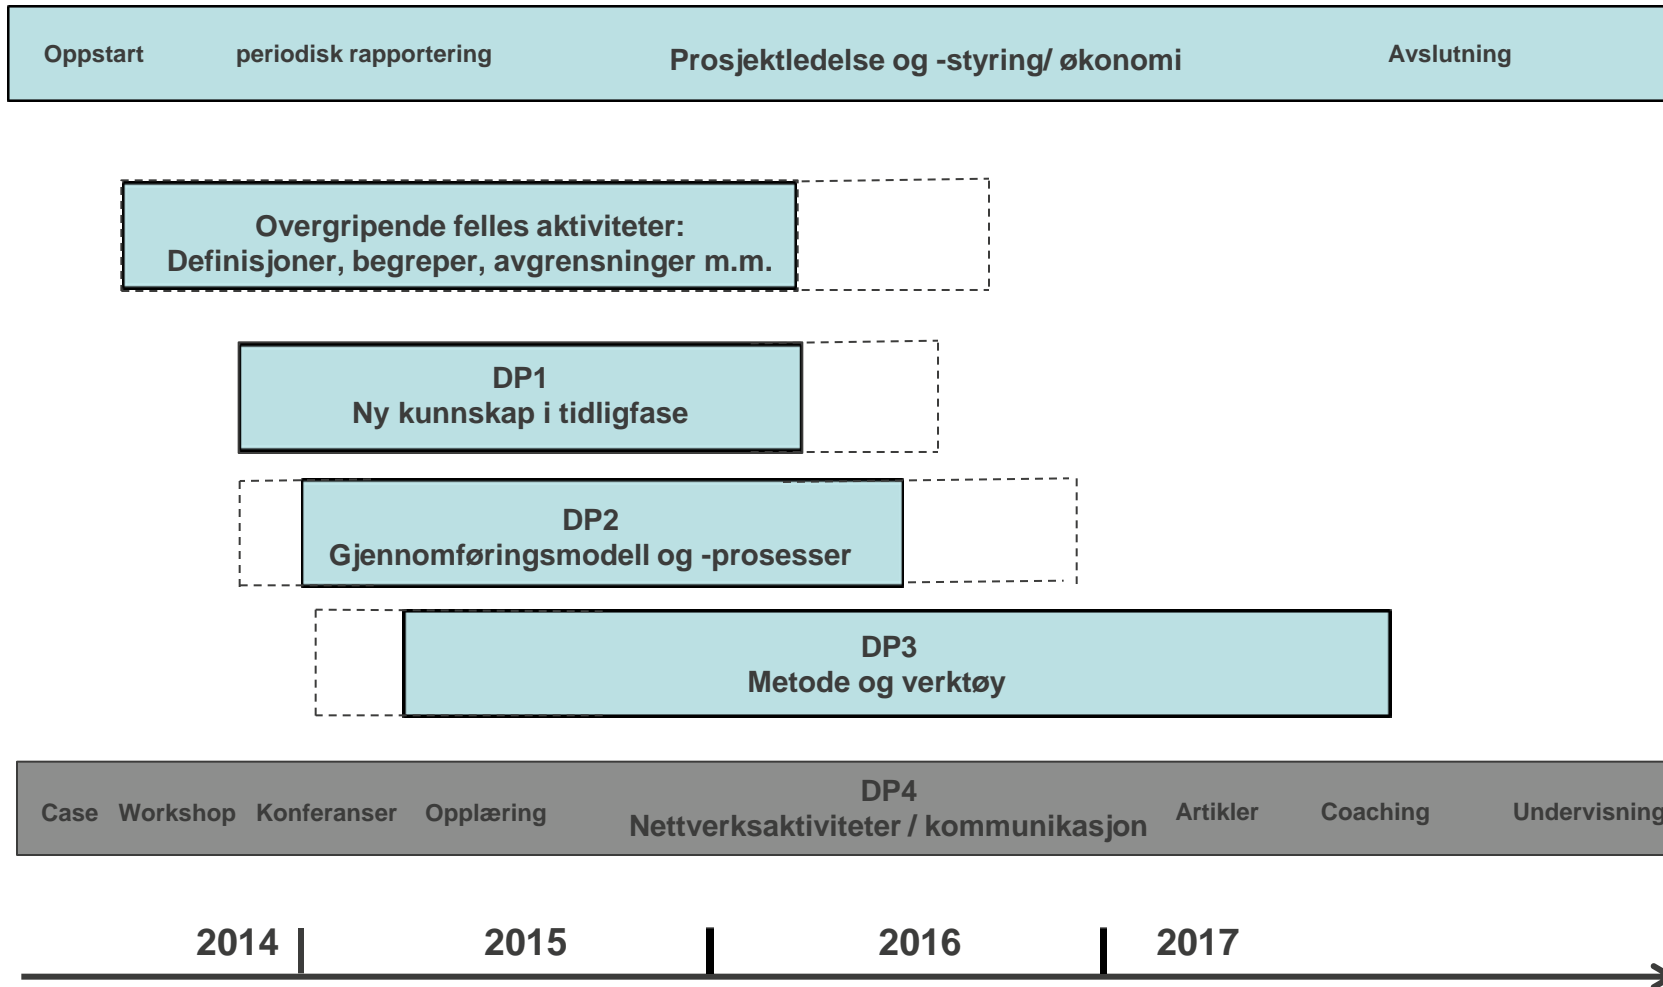 Oppstart periodisk rapportering Prosjektledelse og -styring/ økonomi Avslutning
Overgripende felles aktiviteter:
Definisjoner, begreper, avgrensninger m.m.
DP1
Ny kunnskap i tidligfase
DP2
Gjennomføringsmodell og -prosesser
DP3
Metode og verktøy
DP4
Case Workshop Konferanser Opplæring Nettverksaktiviteter / kommunikasjon Artikler Coaching Undervisning
2014 2015 2016 2017